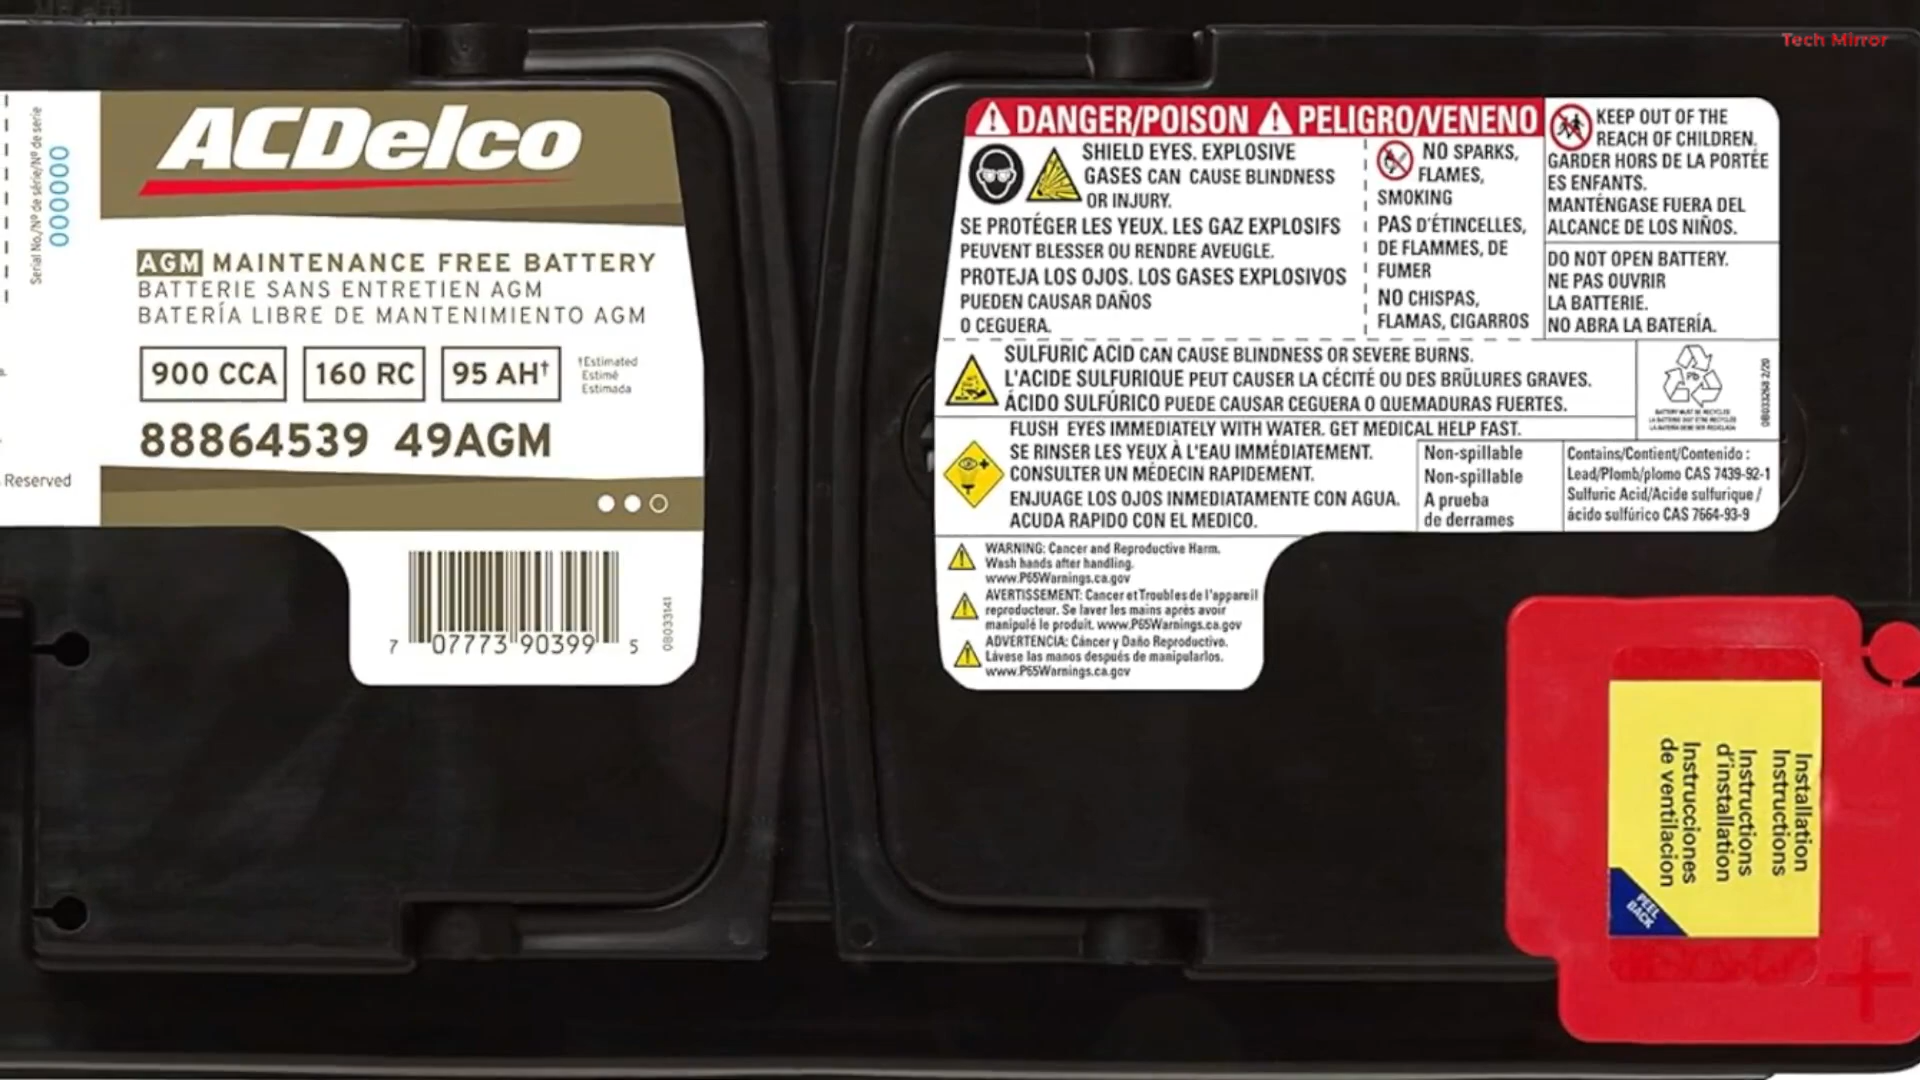 Tech Mirror
Serial No./Nº de série/Nº de serie
000000
Reserved
ACDelco
AGM MAINTENANCE FREE BATTERY
BATTERIE SANS ENTRETIEN AGM
BATERÍA LIBRE DE MANTENIMIENTO AGM
900 CCA 160 RC 95 AH†
†Estimated
Estimé
Estimada
88864539 49AGM
7 07773 90399 5
08033141
DANGER/POISON PELIGRO/VENENO
SHIELD EYES. EXPLOSIVE
GASES CAN CAUSE BLINDNESS
OR INJURY.
SE PROTÉGER LES YEUX. LES GAZ EXPLOSIFS
PEUVENT BLESSER OU RENDRE AVEUGLE.
PROTEJA LOS OJOS. LOS GASES EXPLOSIVOS
PUEDEN CAUSAR DAÑOS
O CEGUERA.
NO SPARKS,
FLAMES,
SMOKING
PAS D'ÉTINCELLES,
DE FLAMMES, DE
FUMER
NO CHISPAS,
FLAMAS, CIGARROS
KEEP OUT OF THE
REACH OF CHILDREN.
GARDER HORS DE LA PORTÉE
ES ENFANTS.
MANTÉNGASE FUERA DEL
ALCANCE DE LOS NIÑOS.
DO NOT OPEN BATTERY.
NE PAS OUVRIR
LA BATTERIE.
NO ABRA LA BATERÍA.
SULFURIC ACID CAN CAUSE BLINDNESS OR SEVERE BURNS.
L'ACIDE SULFURIQUE PEUT CAUSER LA CÉCITÉ OU DES BRÛLURES GRAVES.
ÁCIDO SULFÚRICO PUEDE CAUSAR CEGUERA O QUEMADURAS FUERTES.
Pb
BATTERY MUST BE RECYCLED
08033268 2/20
FLUSH EYES IMMEDIATELY WITH WATER. GET MEDICAL HELP FAST.
SE RINSER LES YEUX À L'EAU IMMÉDIATEMENT.
CONSULTER UN MÉDECIN RAPIDEMENT.
ENJUAGE LOS OJOS INMEDIATAMENTE CON AGUA.
ACUDA RAPIDO CON EL MEDICO.
Non-spillable
Non-spillable
A prueba
de derrames
Contains/Contient/Contenido :
Lead/Plomb/plomo CAS 7439-92-1
Sulfuric Acid/Acide sulfurique /
ácido sulfúrico CAS 7664-93-9
WARNING: Cancer and Reproductive Harm.
Wash hands after handling.
www.P65Warnings.ca.gov
AVERTISSEMENT: Cancer et Troubles de l'appareil
reproducteur. Se laver les mains après avoir
manipulé le produit. www.P65Warnings.ca.gov
ADVERTENCIA: Cáncer y Daño Reproductivo.
Lávese las manos después de manipularlos.
www.P65Warnings.ca.gov
Installation
Instructions
Instructions
d'installation
Instrucciones
de ventilacion
PEEL
BACK